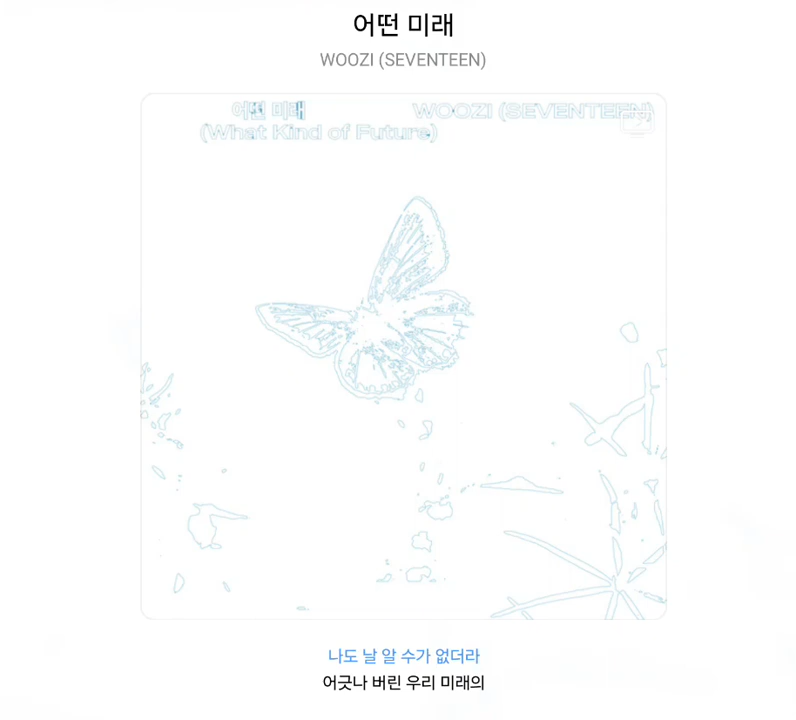 어떤 미래
WOOZI (SEVENTEEN)
어떤 미래 WOOZI (SEVENTEEN)
(What Kind of Future)
나도 날 알 수가 없더라
어긋나 버린 우리 미래의